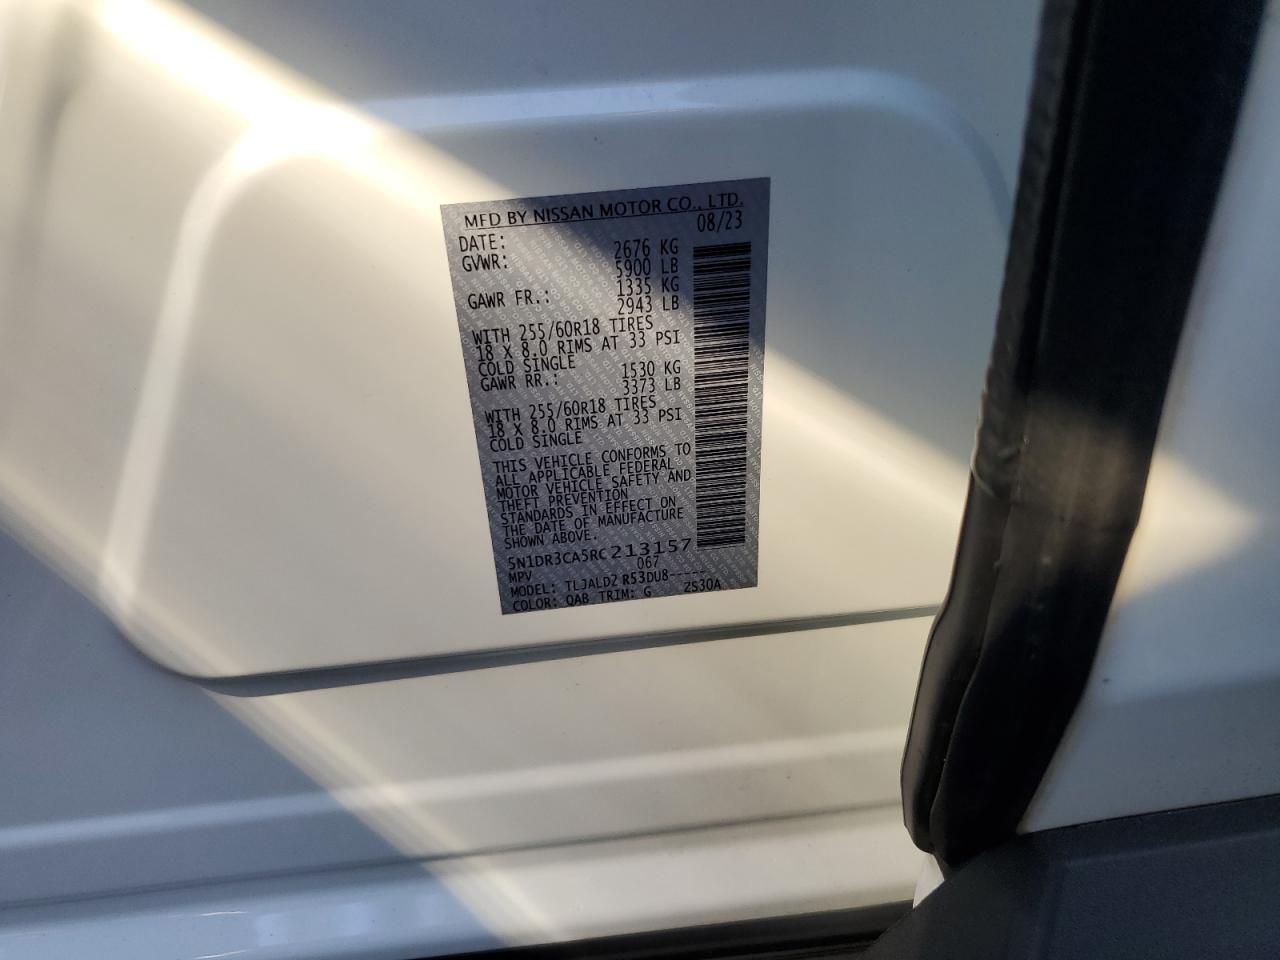 MFD BY NISSAN MOTOR CO., LTD.
DATE: 08/23
GVWR: 2676 KG
5900 LB
GAWR FR.: 1335 KG
2943 LB
WITH 255/60R18 TIRES
18 X 8.0 RIMS AT 33 PSI
COLD SINGLE
GAWR RR.: 1530 KG
3373 LB
WITH 255/60R18 TIRES
18 X 8.0 RIMS AT 33 PSI
COLD SINGLE
THIS VEHICLE CONFORMS TO
ALL APPLICABLE FEDERAL
MOTOR VEHICLE SAFETY AND
THEFT PREVENTION
STANDARDS IN EFFECT ON
THE DATE OF MANUFACTURE
SHOWN ABOVE.
5N1DR3CA5RC213157
MPV 067
MODEL: TLJALD2 R53DU8-----
COLOR: QAB TRIM: G ZS30A